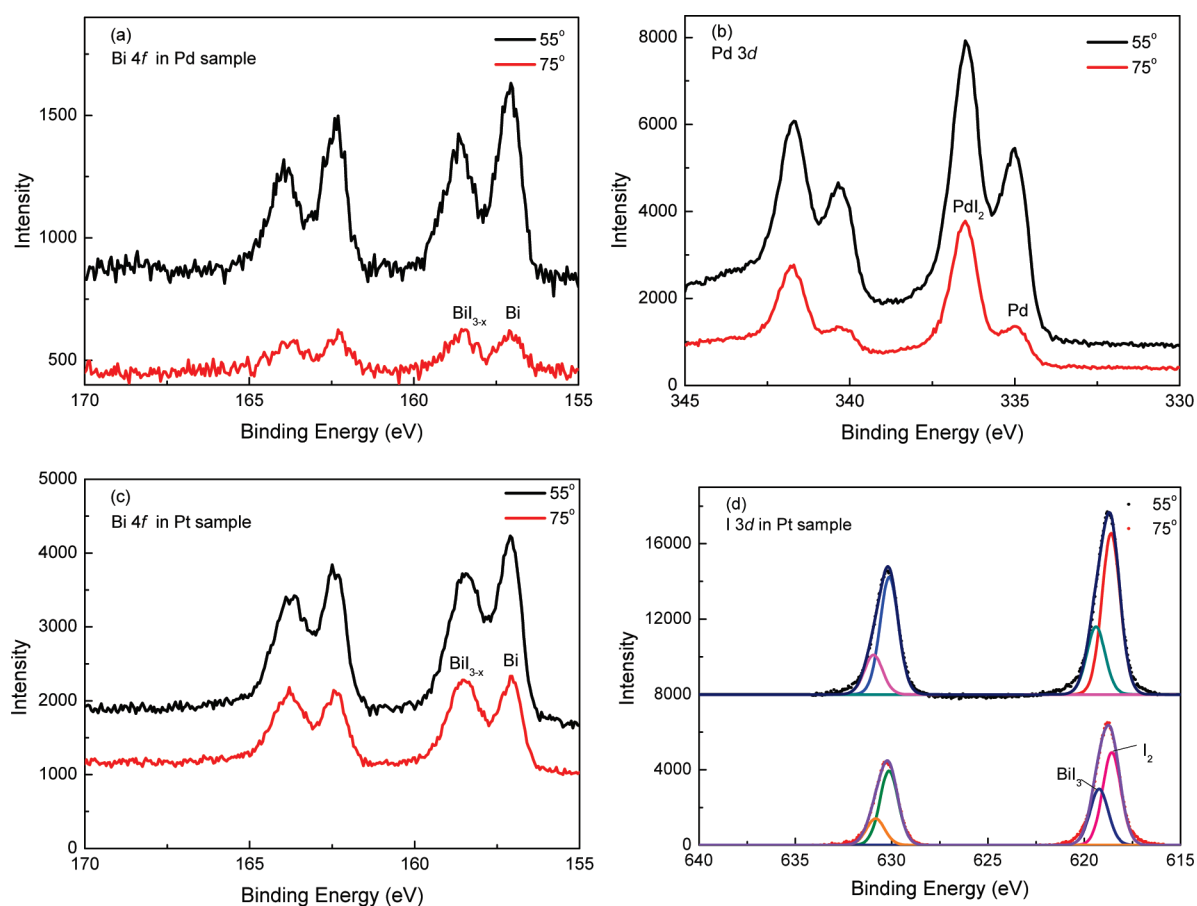 (a)
Bi 4f in Pd sample
55°
75°
BiI3-x
Bi
Intensity
1500
1000
500
170
165
160
155
Binding Energy (eV)
(b)
Pd 3d
55°
75°
PdI2
Pd
Intensity
8000
6000
4000
2000
0
345
340
335
330
Binding Energy (eV)
(c)
Bi 4f in Pt sample
55°
75°
BiI3-x
Bi
Intensity
5000
4000
3000
2000
1000
0
170
165
160
155
Binding Energy (eV)
(d)
I 3d in Pt sample
55°
75°
I2
BiI3
Intensity
16000
12000
8000
4000
0
640
635
630
625
620
615
Binding Energy (eV)